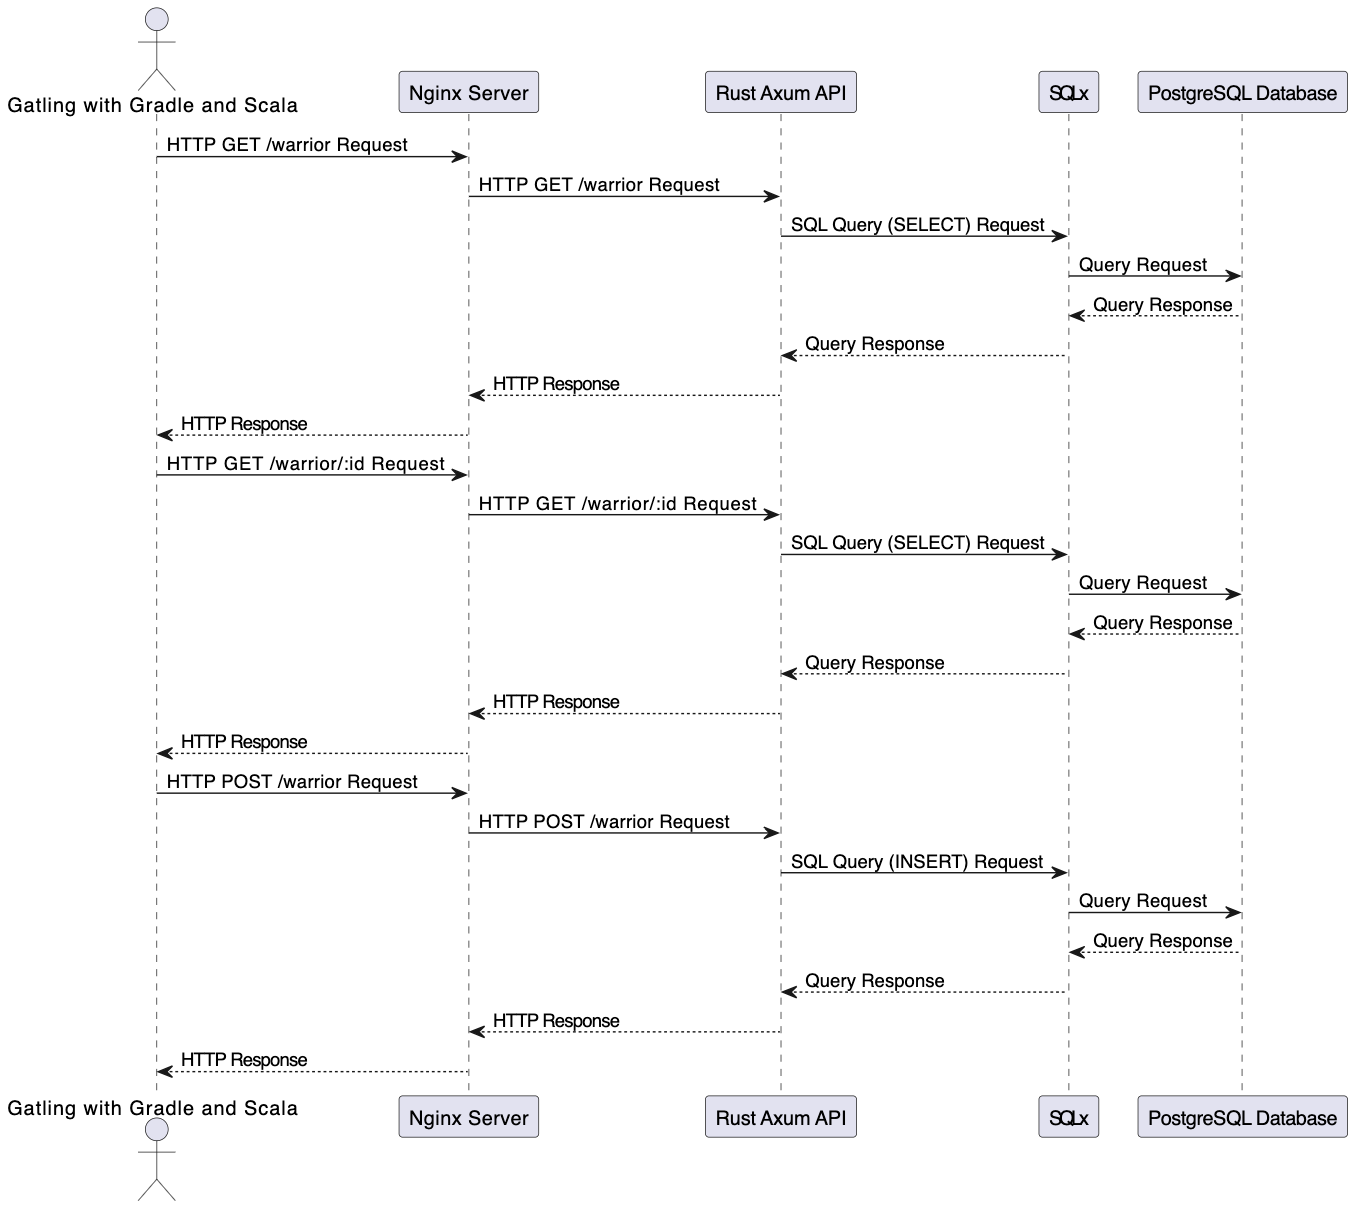 Gatling with Gradle and Scala
Nginx Server
Rust Axum API
SQLx
PostgreSQL Database
HTTP GET /warrior Request
HTTP GET /warrior Request
SQL Query (SELECT) Request
Query Request
Query Response
Query Response
HTTP Response
HTTP Response
HTTP GET /warrior/:id Request
HTTP GET /warrior/:id Request
SQL Query (SELECT) Request
Query Request
Query Response
Query Response
HTTP Response
HTTP Response
HTTP POST /warrior Request
HTTP POST /warrior Request
SQL Query (INSERT) Request
Query Request
Query Response
Query Response
HTTP Response
HTTP Response
Gatling with Gradle and Scala
Nginx Server
Rust Axum API
SQLx
PostgreSQL Database